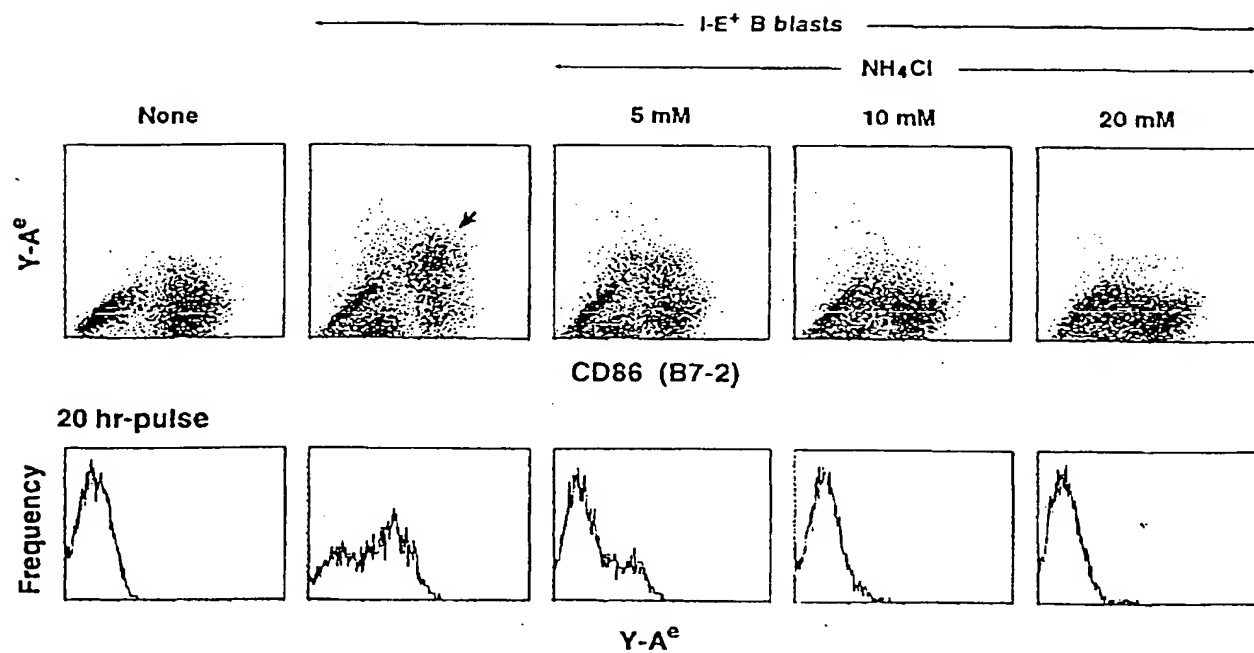 I-E⁺ B blasts
NH₄Cl
None
5 mM
10 mM
20 mM
Y-Aᵉ
CD86 (B7-2)
20 hr-pulse
Frequency
Y-Aᵉ